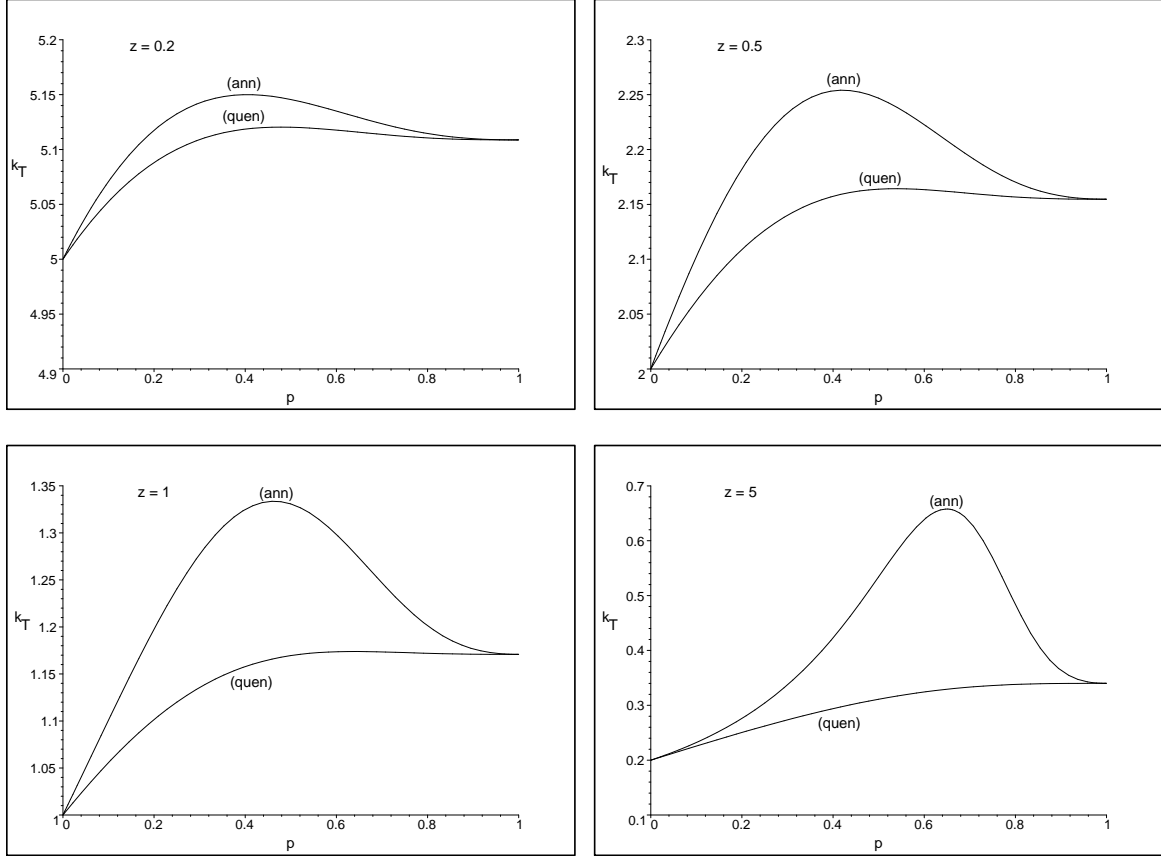 z = 0.2
5.2
5.15
5.1
5.05
5
4.95
4.9
k_T
(ann)
(quen)
0 0.2 0.4 0.6 0.8 1
p
z = 0.5
2.3
2.25
2.2
2.15
2.1
2.05
2
k_T
(ann)
(quen)
0 0.2 0.4 0.6 0.8 1
p
z = 1
1.35
1.3
1.25
1.2
1.15
1.1
1.05
1
k_T
(ann)
(quen)
0 0.2 0.4 0.6 0.8 1
p
z = 5
0.7
0.6
0.5
0.4
0.3
0.2
0.1
k_T
(ann)
(quen)
0 0.2 0.4 0.6 0.8 1
p